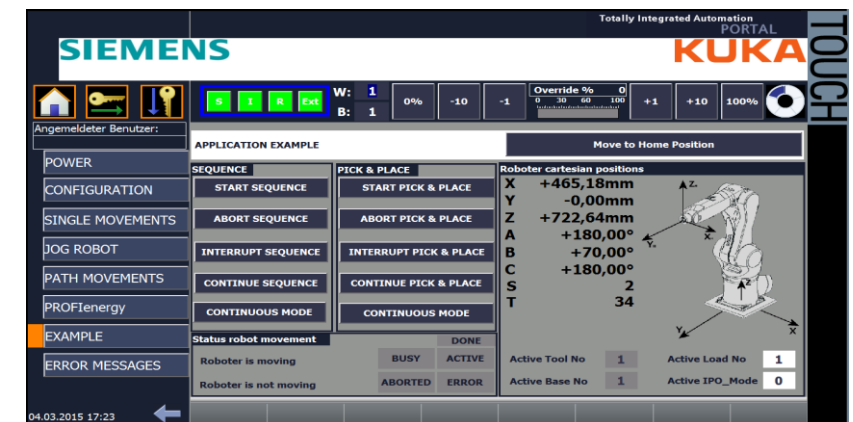 Totally Integrated Automation
PORTAL
SIEMENS
KUKA
TOUCH
S I R Ext
W: 1
B: 1
0%
-10
-1
Override % 0
0 30 60 100
+1
+10
100%
Angemeldeter Benutzer:
POWER
CONFIGURATION
SINGLE MOVEMENTS
JOG ROBOT
PATH MOVEMENTS
PROFIenergy
EXAMPLE
ERROR MESSAGES
04.03.2015 17:23
APPLICATION EXAMPLE
Move to Home Position
SEQUENCE
START SEQUENCE
ABORT SEQUENCE
INTERRUPT SEQUENCE
CONTINUE SEQUENCE
CONTINUOUS MODE
PICK & PLACE
START PICK & PLACE
ABORT PICK & PLACE
INTERRUPT PICK & PLACE
CONTINUE PICK & PLACE
CONTINUOUS MODE
Roboter cartesian positions
X +465,18mm
Y -0,00mm
Z +722,64mm
A +180,00°
B +70,00°
C +180,00°
S 2
T 34
Z
Y
X
Z
Y
X
Status robot movement
DONE
Roboter is moving
BUSY
ACTIVE
Roboter is not moving
ABORTED
ERROR
Active Tool No 1
Active Load No 1
Active Base No 1
Active IPO_Mode 0